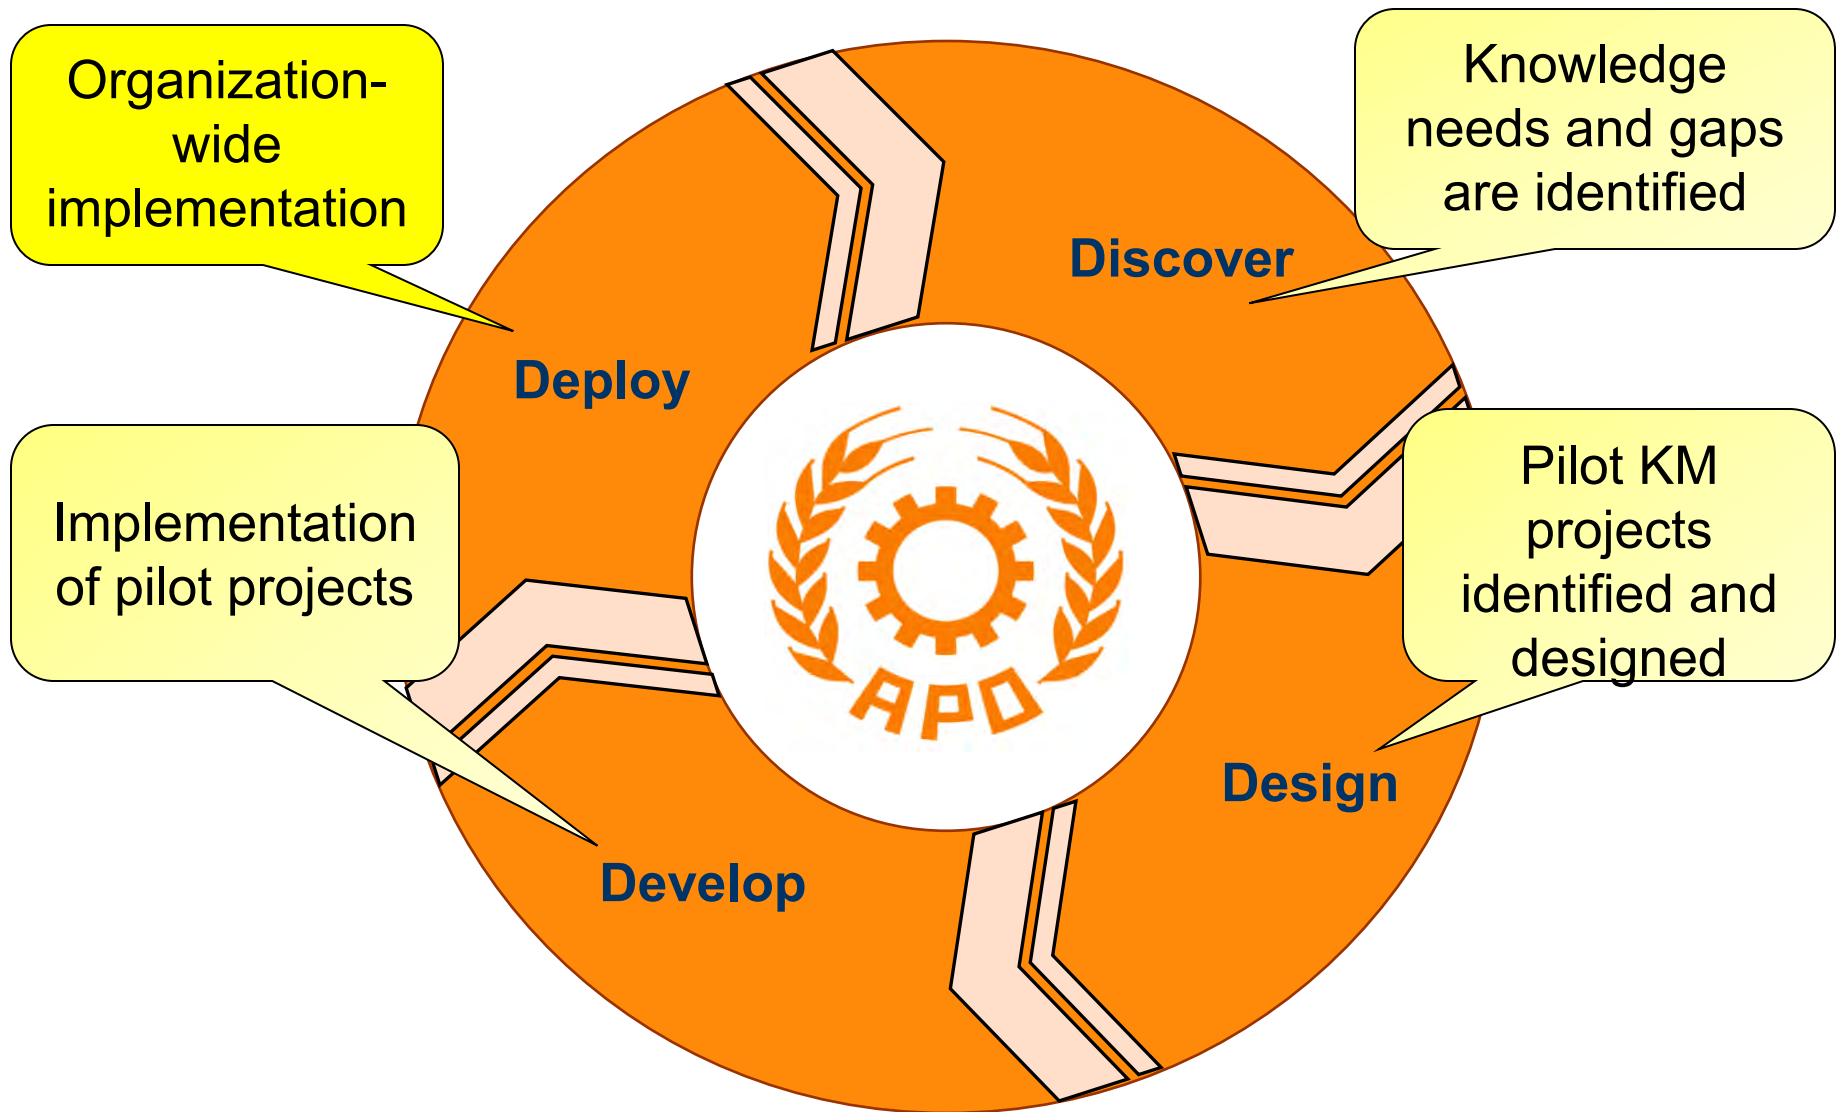 Organization-
wide
implementation
Knowledge
needs and gaps
are identified
Discover
Deploy
Implementation
of pilot projects
Pilot KM
projects
identified and
designed
APO
Design
Develop